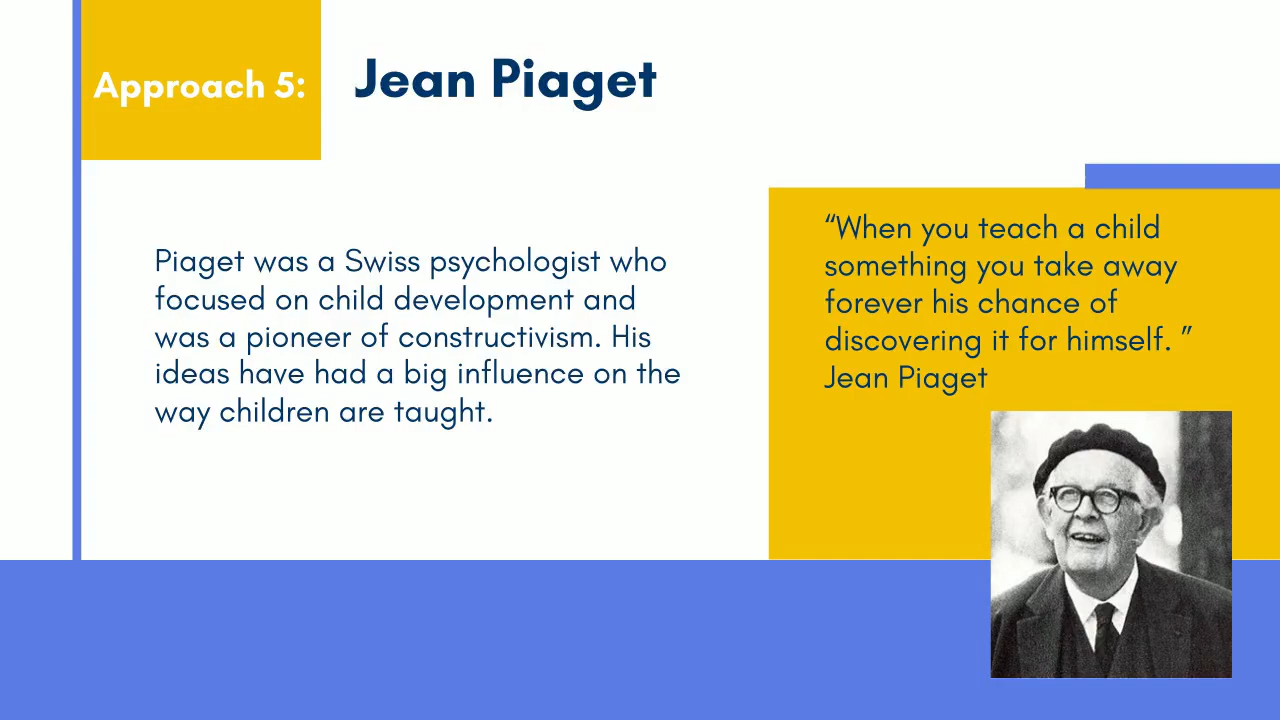 Approach 5:
Jean Piaget
Piaget was a Swiss psychologist who
focused on child development and
was a pioneer of constructivism. His
ideas have had a big influence on the
way children are taught.
“When you teach a child
something you take away
forever his chance of
discovering it for himself. ”
Jean Piaget